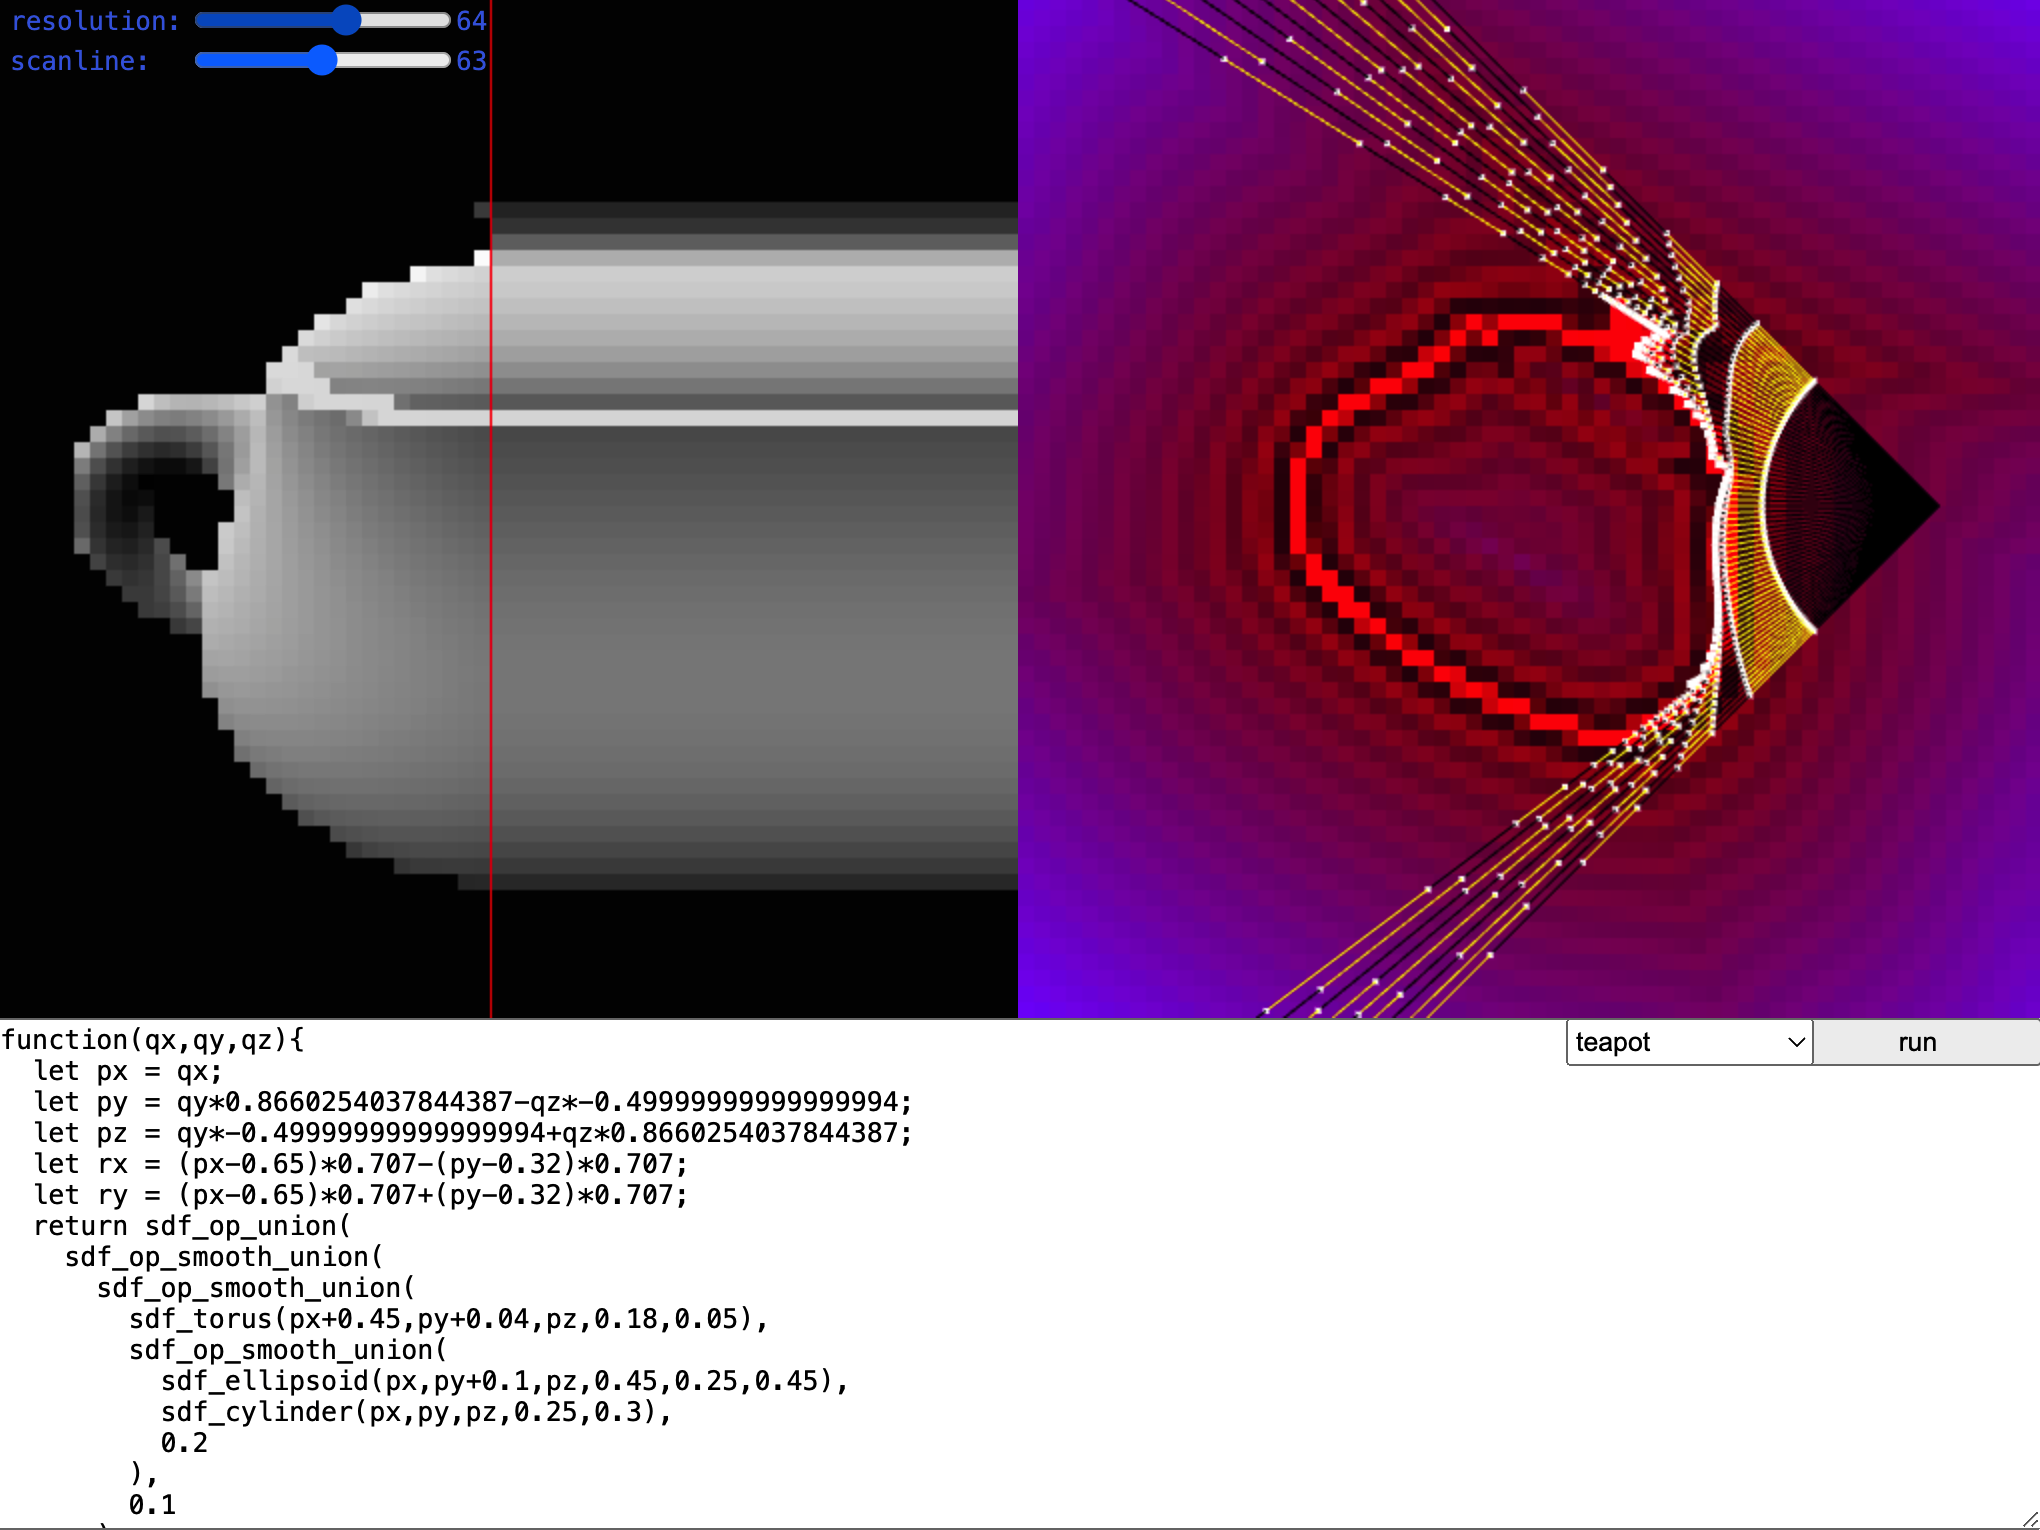 resolution: 64
scanline: 63
teapot
run
function(qx,qy,qz){
  let px = qx;
  let py = qy*0.8660254037844387-qz*-0.49999999999999994;
  let pz = qy*-0.49999999999999994+qz*0.8660254037844387;
  let rx = (px-0.65)*0.707-(py-0.32)*0.707;
  let ry = (px-0.65)*0.707+(py-0.32)*0.707;
  return sdf_op_union(
    sdf_op_smooth_union(
      sdf_op_smooth_union(
        sdf_torus(px+0.45,py+0.04,pz,0.18,0.05),
        sdf_op_smooth_union(
          sdf_ellipsoid(px,py+0.1,pz,0.45,0.25,0.45),
          sdf_cylinder(px,py,pz,0.25,0.3),
          0.2
        ),
        0.1